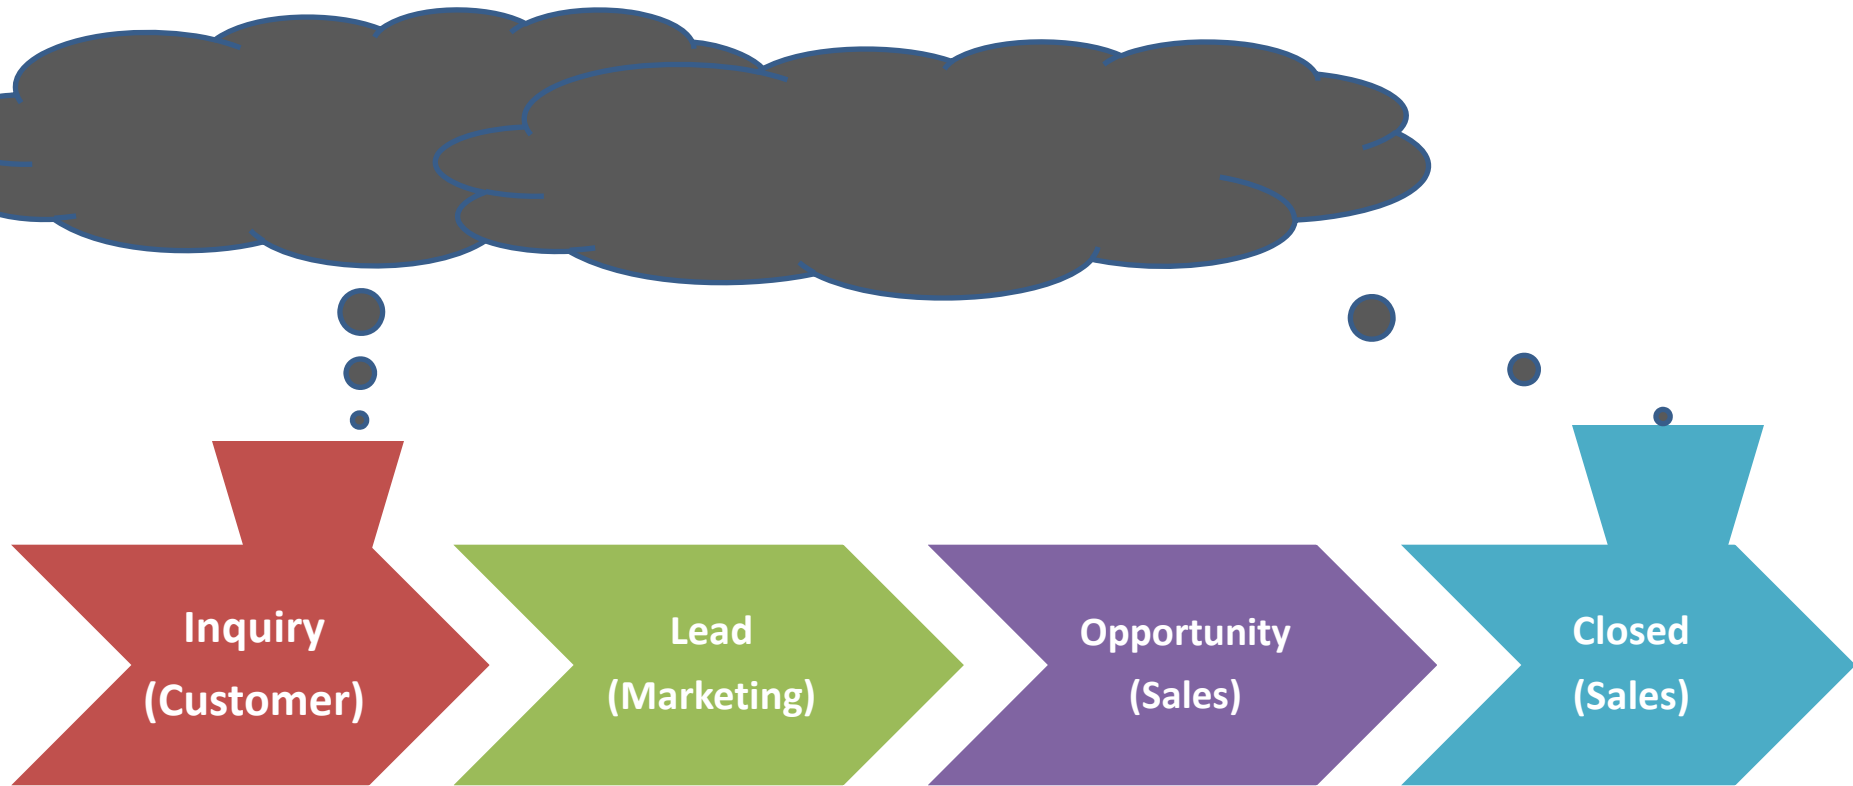 Inquiry
(Customer)
Lead
(Marketing)
Opportunity
(Sales)
Closed
(Sales)